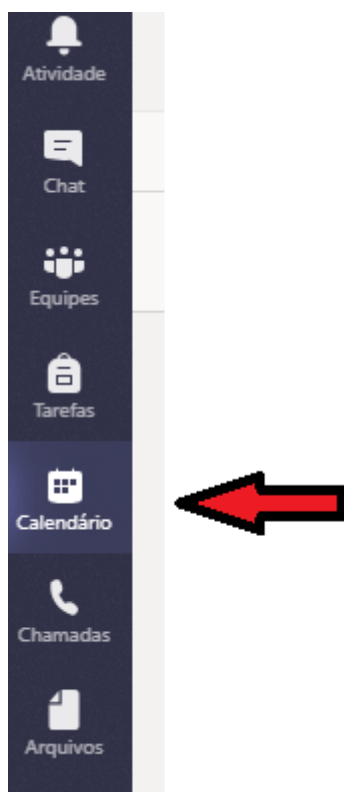 Atividade
Chat
Equipes
Tarefas
Calendário
Chamadas
Arquivos